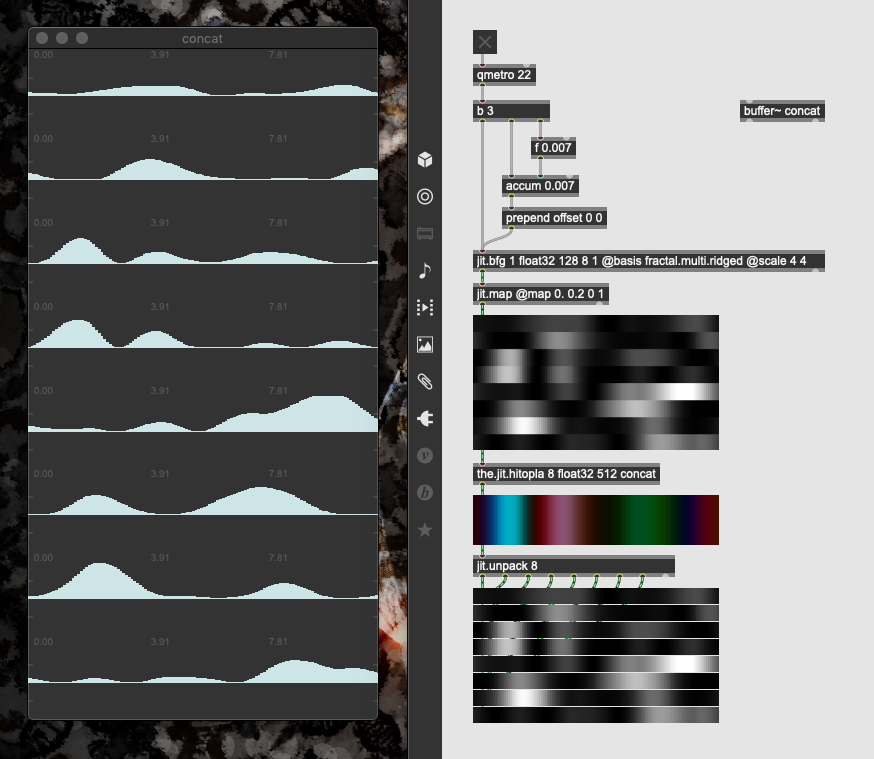 concat
0.00 3.91 7.81
0.00 3.91 7.81
0.00 3.91 7.81
0.00 3.91 7.81
0.00 3.91 7.81
0.00 3.91 7.81
0.00 3.91 7.81
0.00 3.91 7.81
qmetro 22
b 3
buffer~ concat
f 0.007
accum 0.007
prepend offset 0 0
jit.bfg 1 float32 128 8 1 @basis fractal.multi.ridged @scale 4 4
jit.map @map 0. 0.2 0 1
the.jit.hitopla 8 float32 512 concat
jit.unpack 8